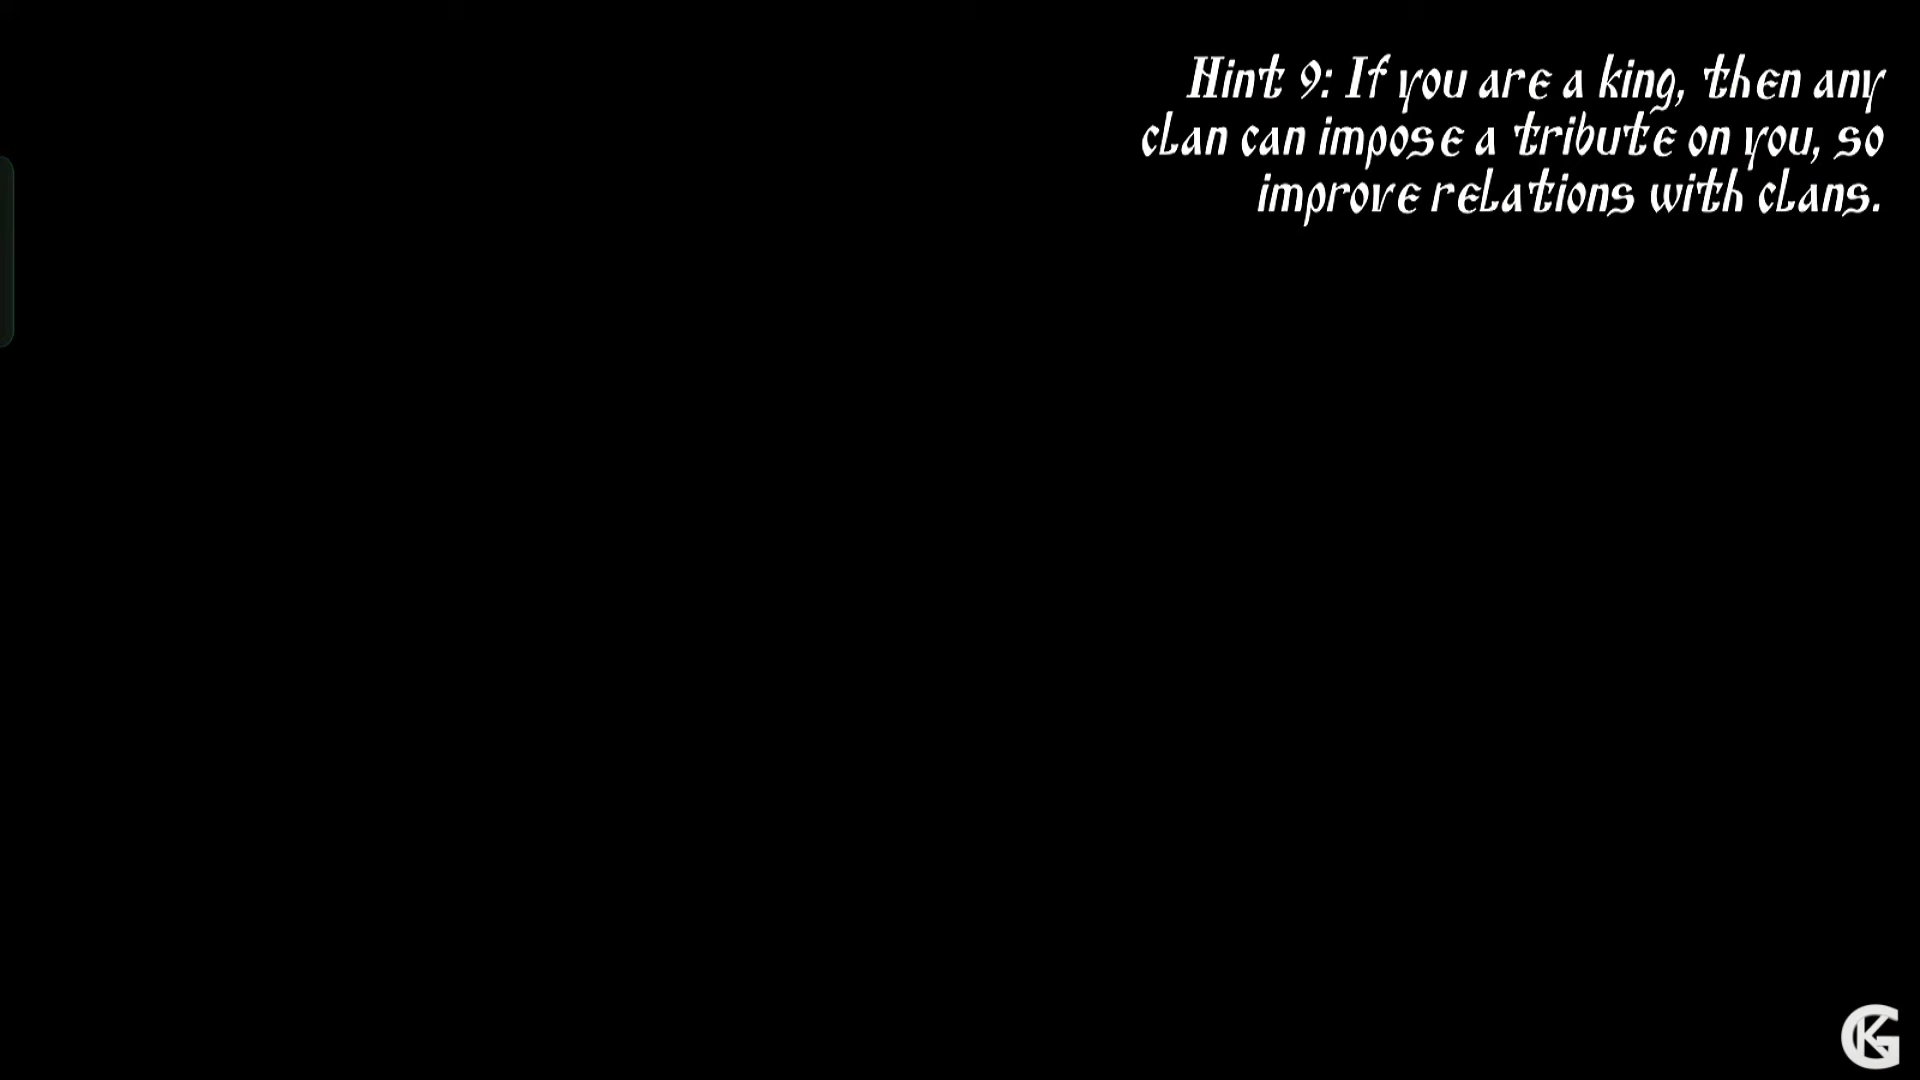 Hint 9: If you are a king, then any
clan can impose a tribute on you, so
improve relations with clans.